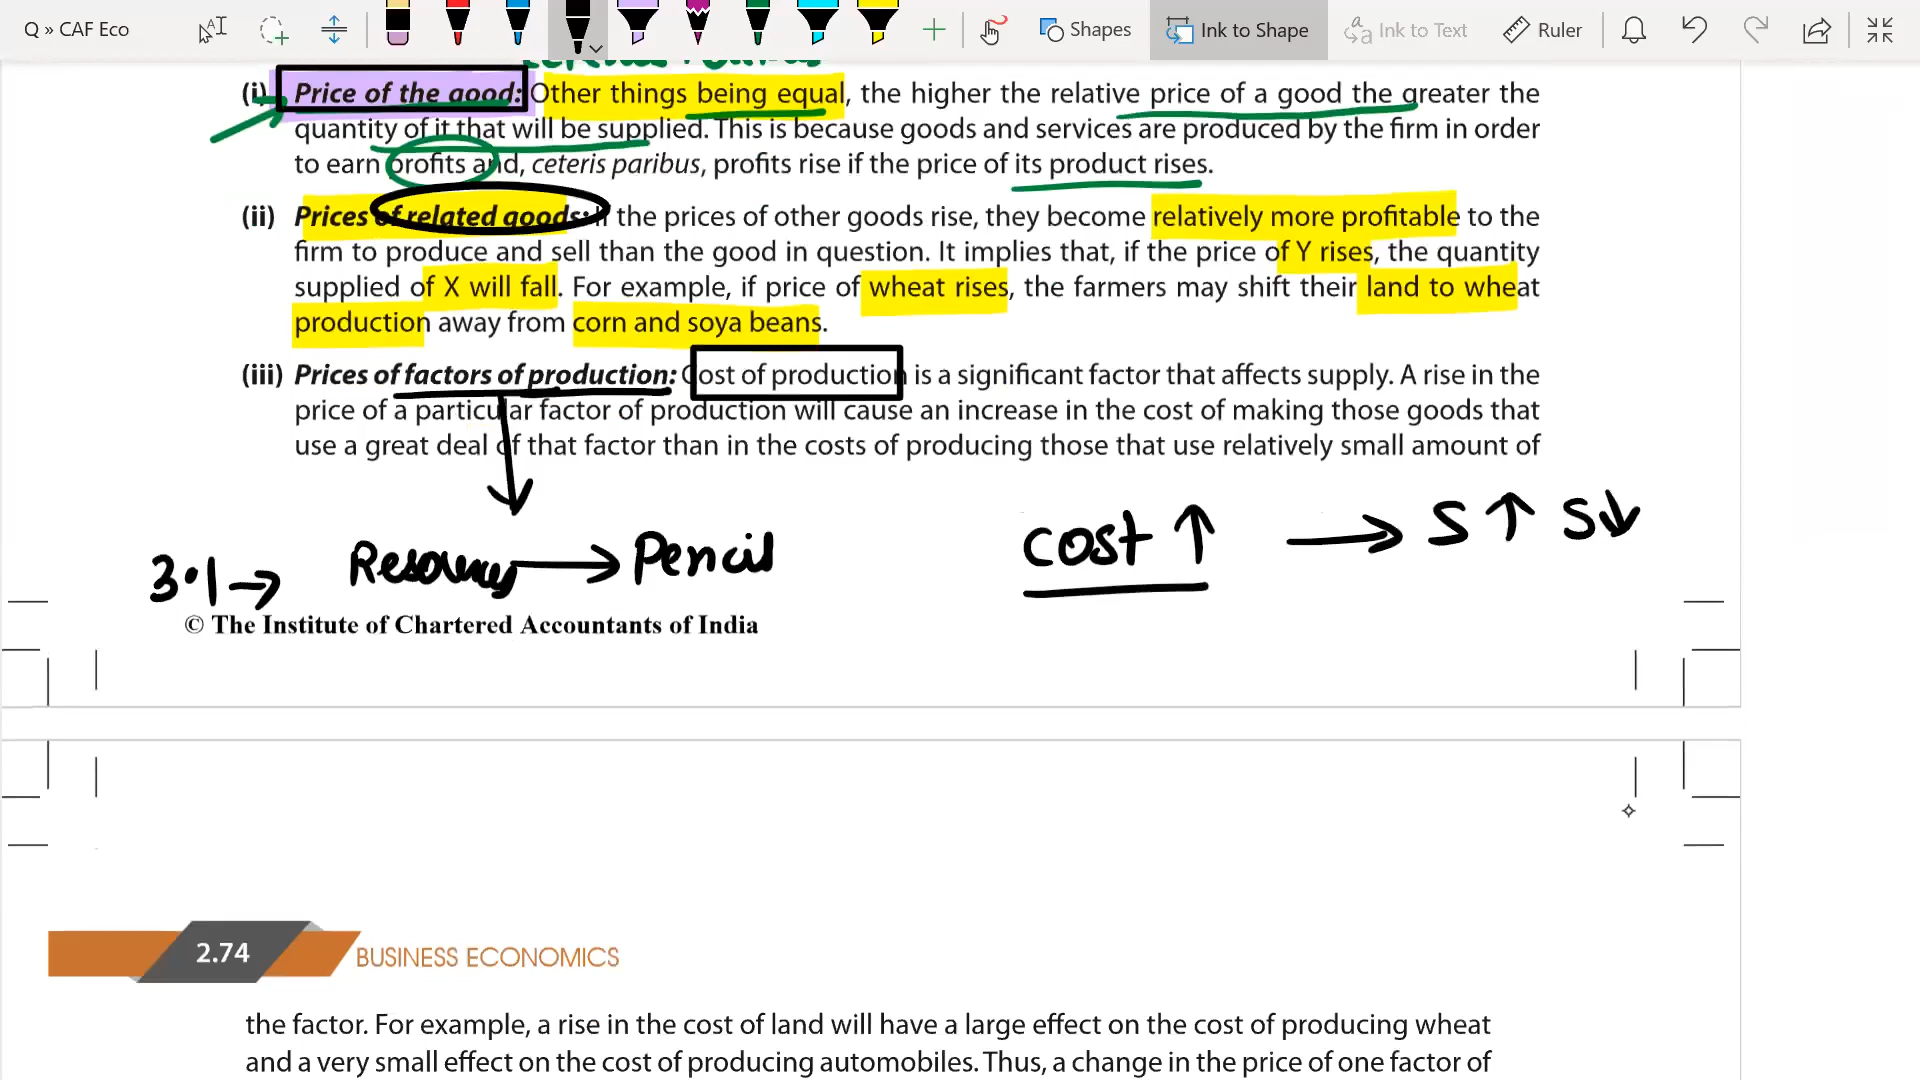 Q » CAF Eco Shapes Ink to Shape Ink to Text Ruler
(i) Price of the good: Other things being equal, the higher the relative price of a good the greater the
quantity of it that will be supplied. This is because goods and services are produced by the firm in order
to earn profits and, ceteris paribus, profits rise if the price of its product rises.
(ii) Prices of related goods: If the prices of other goods rise, they become relatively more profitable to the
firm to produce and sell than the good in question. It implies that, if the price of Y rises, the quantity
supplied of X will fall. For example, if price of wheat rises, the farmers may shift their land to wheat
production away from corn and soya beans.
(iii) Prices of factors of production: Cost of production is a significant factor that affects supply. A rise in the
price of a particular factor of production will cause an increase in the cost of making those goods that
use a great deal of that factor than in the costs of producing those that use relatively small amount of
cost ↑ → S ↑ S↓
3.1 → Resources → Pencil
© The Institute of Chartered Accountants of India
2.74 BUSINESS ECONOMICS
the factor. For example, a rise in the cost of land will have a large effect on the cost of producing wheat
and a very small effect on the cost of producing automobiles. Thus, a change in the price of one factor of